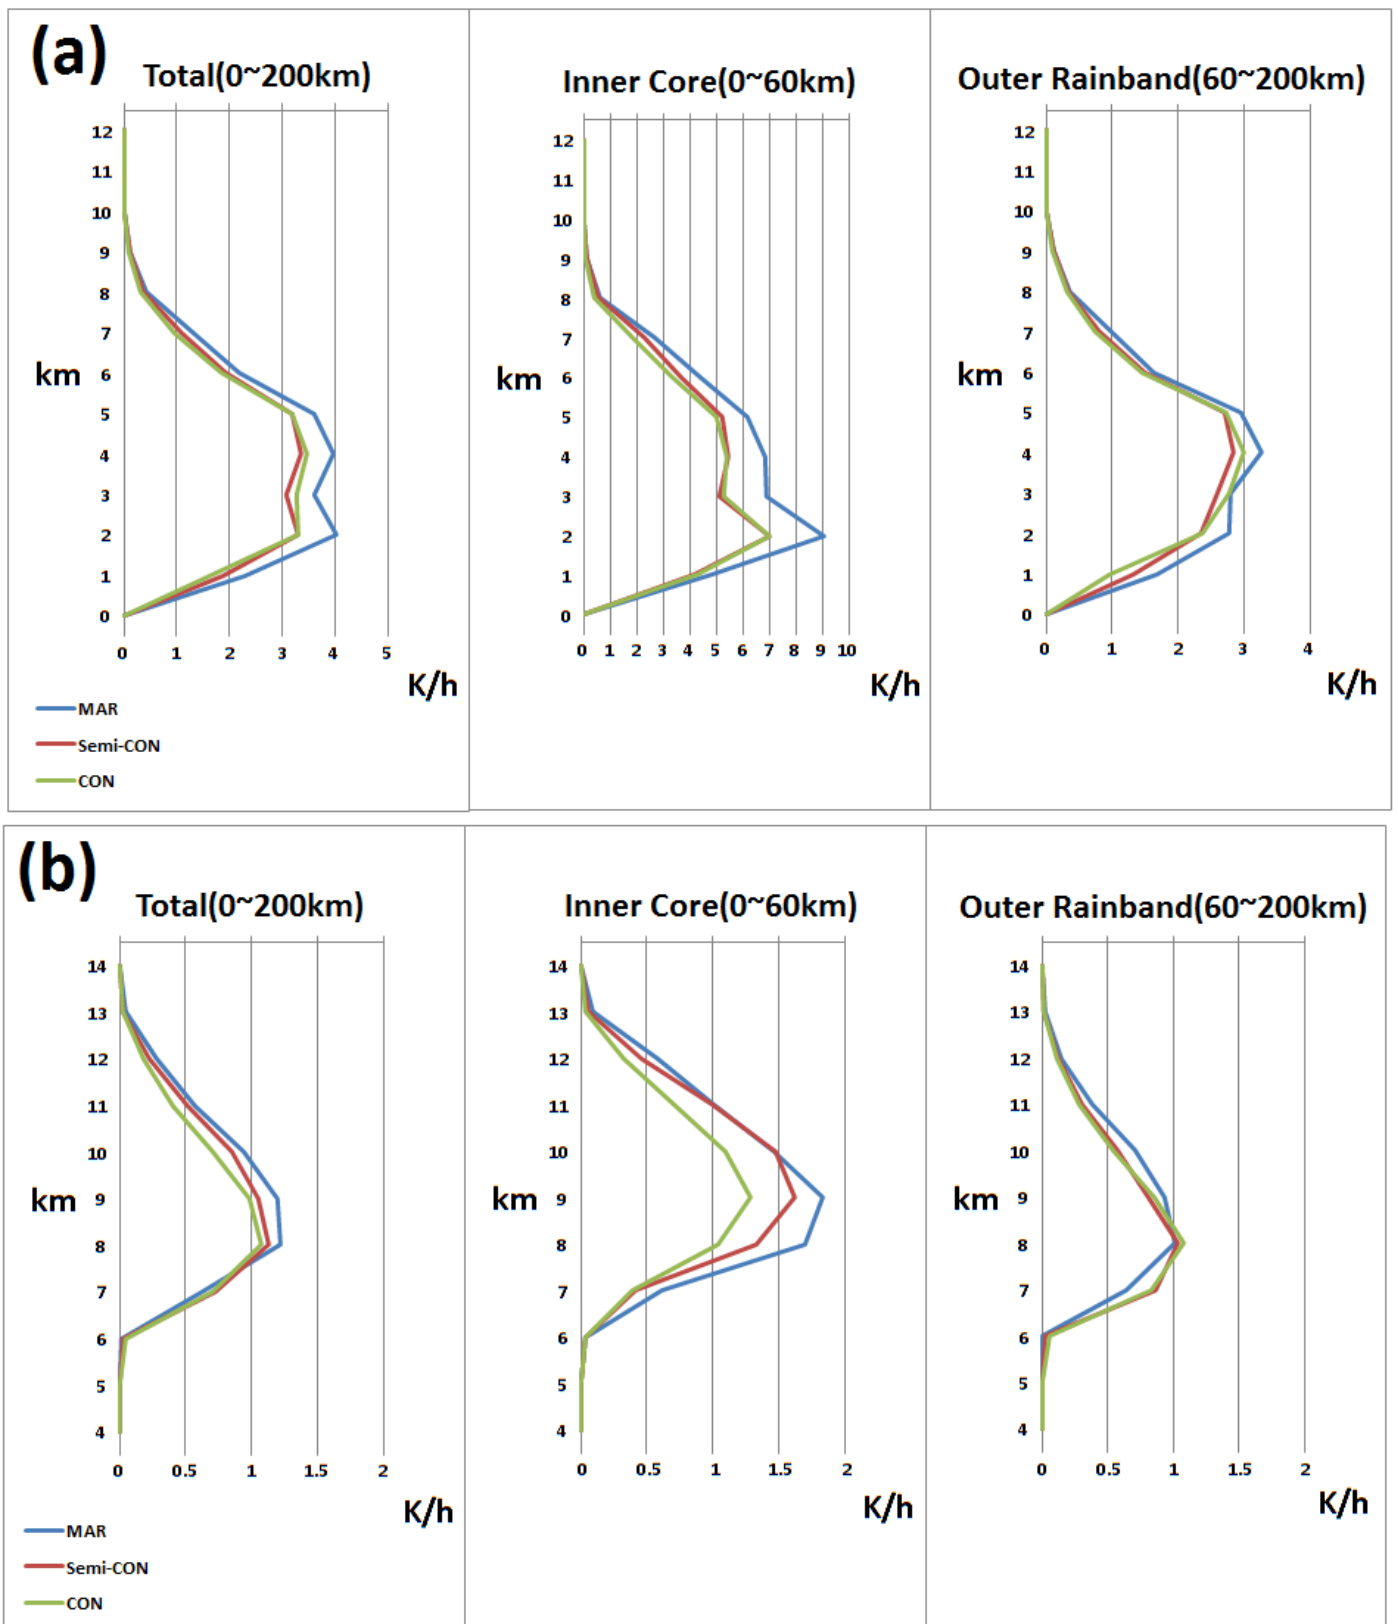 (a)
Total(0~200km)
12
11
10
9
8
7
6
5
4
3
2
1
0
km
0 1 2 3 4 5
K/h
Inner Core(0~60km)
12
11
10
9
8
7
6
5
4
3
2
1
0
km
0 1 2 3 4 5 6 7 8 9 10
K/h
Outer Rainband(60~200km)
12
11
10
9
8
7
6
5
4
3
2
1
0
km
0 1 2 3 4
K/h
MAR
Semi-CON
CON
(b)
Total(0~200km)
14
13
12
11
10
9
8
7
6
5
4
km
0 0.5 1 1.5 2
K/h
Inner Core(0~60km)
14
13
12
11
10
9
8
7
6
5
4
km
0 0.5 1 1.5 2
K/h
Outer Rainband(60~200km)
14
13
12
11
10
9
8
7
6
5
4
km
0 0.5 1 1.5 2
K/h
MAR
Semi-CON
CON